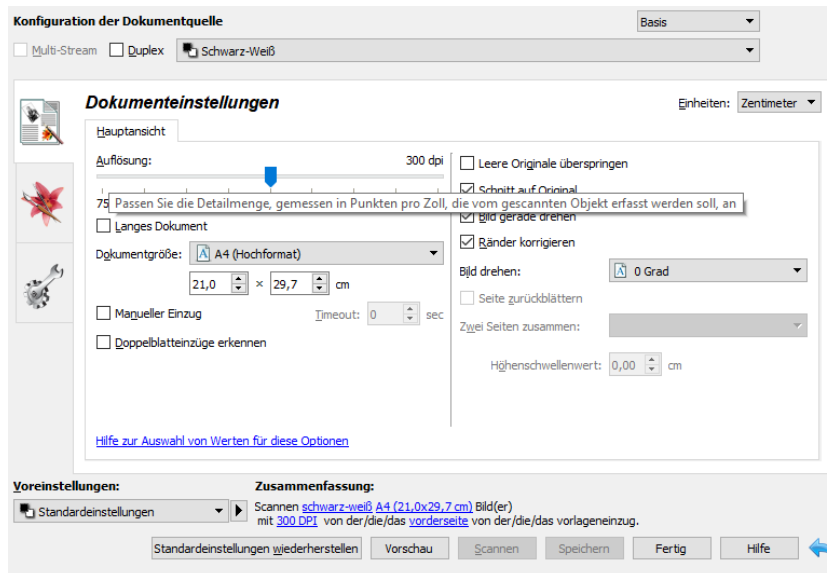 Konfiguration der Dokumentquelle
Basis
Multi-Stream Duplex Schwarz-Weiß
Dokumenteinstellungen
Einheiten: Zentimeter
Hauptansicht
Auflösung: 300 dpi
Leere Originale überspringen
Schnitt auf Original
75
Passen Sie die Detailmenge, gemessen in Punkten pro Zoll, die vom gescannten Objekt erfasst werden soll, an
Bild gerade drehen
Langes Dokument
Ränder korrigieren
Dokumentgröße: A4 (Hochformat)
Bild drehen: 0 Grad
21,0 × 29,7 cm
Seite zurückblättern
Manueller Einzug Timeout: 0 sec
Zwei Seiten zusammen:
Doppelblatteinzüge erkennen
Höhenschwellenwert: 0,00 cm
Hilfe zur Auswahl von Werten für diese Optionen
Voreinstellungen:
Zusammenfassung:
Standardeinstellungen
Scannen schwarz-weiß A4 (21,0x29,7 cm) Bild(er)
mit 300 DPI von der/die/das vorderseite von der/die/das vorlageneinzug.
Standardeinstellungen wiederherstellen Vorschau Scannen Speichern Fertig Hilfe